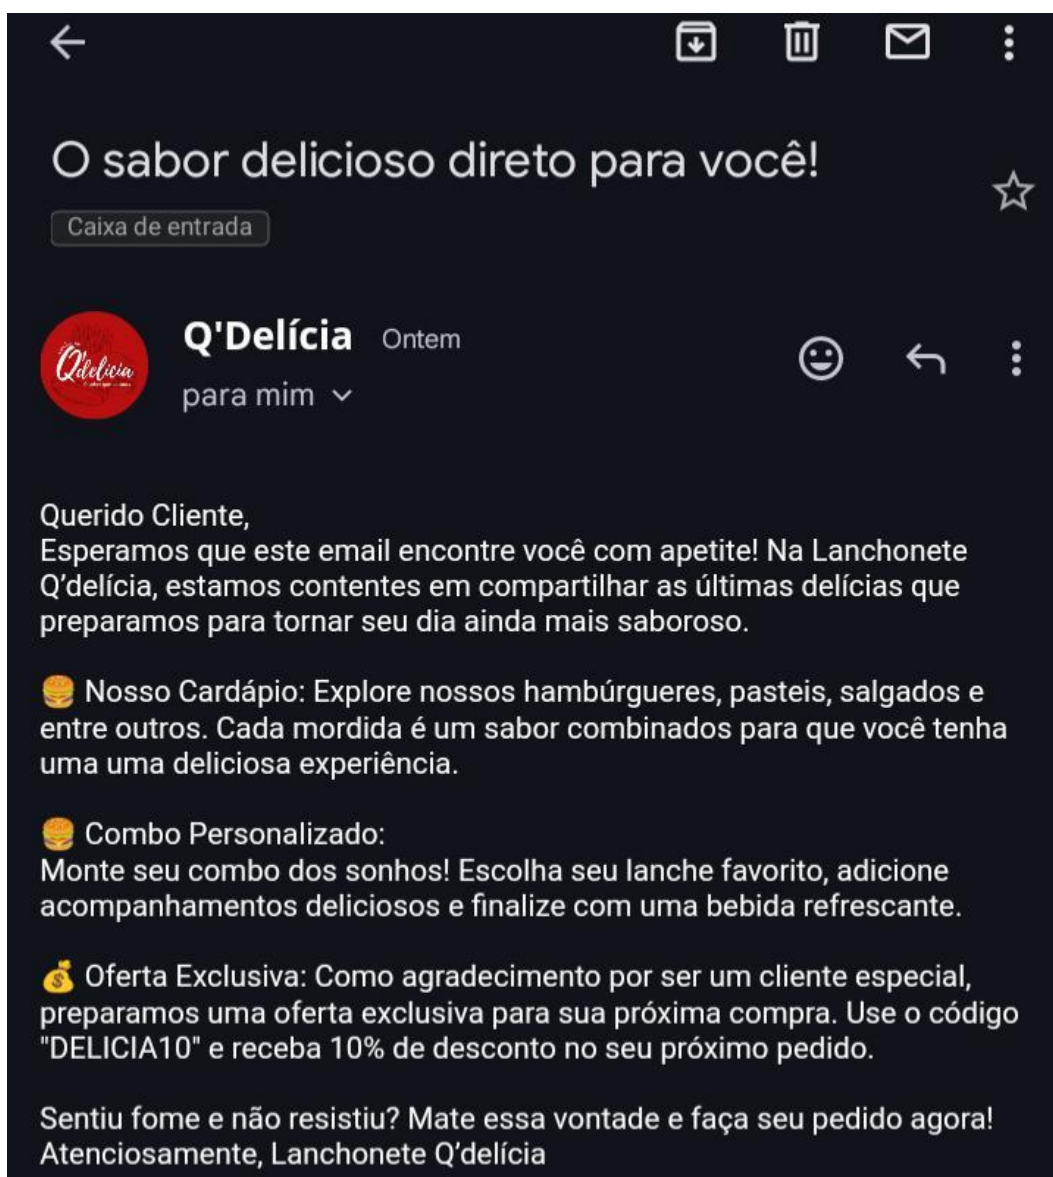 O sabor delicioso direto para você!
Caixa de entrada
Q'Delícia Ontem
Q'delicia
para mim
Querido Cliente,
Esperamos que este email encontre você com apetite! Na Lanchonete
Q’delícia, estamos contentes em compartilhar as últimas delícias que
preparamos para tornar seu dia ainda mais saboroso.
🍔 Nosso Cardápio: Explore nossos hambúrgueres, pasteis, salgados e
entre outros. Cada mordida é um sabor combinados para que você tenha
uma uma deliciosa experiência.
🍔 Combo Personalizado:
Monte seu combo dos sonhos! Escolha seu lanche favorito, adicione
acompanhamentos deliciosos e finalize com uma bebida refrescante.
💰 Oferta Exclusiva: Como agradecimento por ser um cliente especial,
preparamos uma oferta exclusiva para sua próxima compra. Use o código
"DELICIA10" e receba 10% de desconto no seu próximo pedido.
Sentiu fome e não resistiu? Mate essa vontade e faça seu pedido agora!
Atenciosamente, Lanchonete Q’delícia